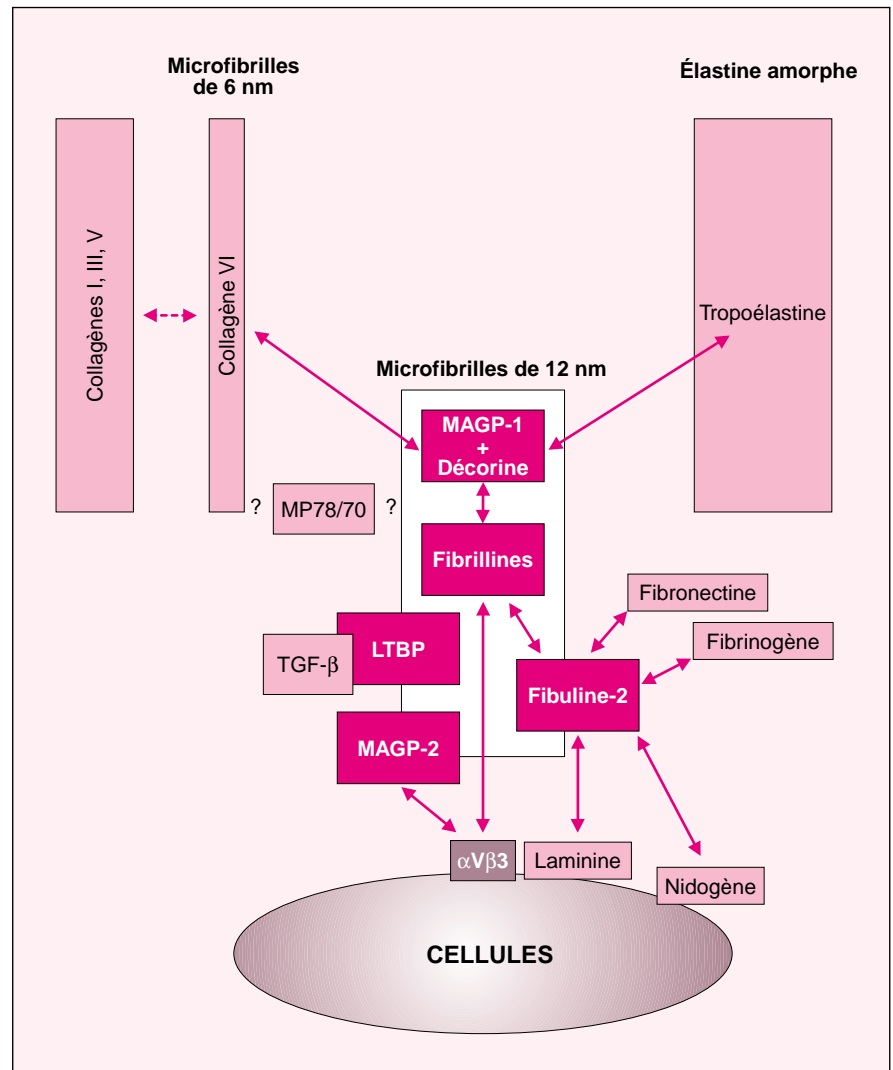 Microfibrilles
de 6 nm
Élastine amorphe
Collagènes I, III, V
Collagène VI
Tropoélastine
Microfibrilles de 12 nm
MAGP-1
+
Décorine
? MP78/70 ?
Fibrillines
Fibronectine
Fibrinogène
TGF-β
LTBP
Fibuline-2
MAGP-2
αVβ3
Laminine
Nidogène
CELLULES